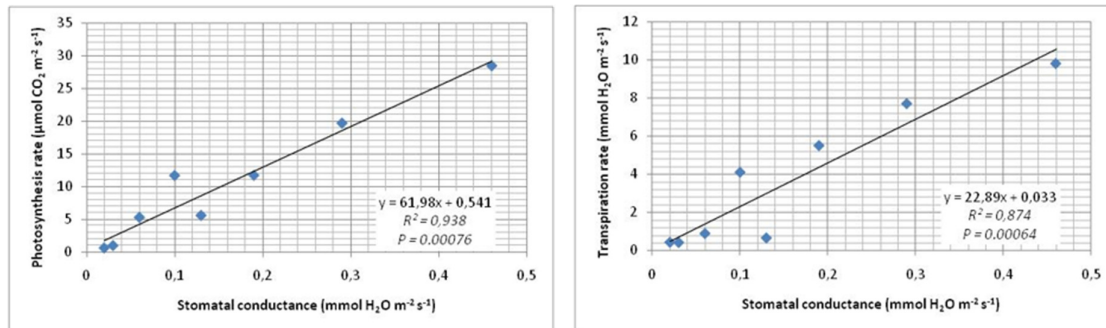 Photosynthesis rate (µmol CO₂ m⁻² s⁻¹)
35
30
25
20
15
10
5
0
0 0,1 0,2 0,3 0,4 0,5
Stomatal conductance (mmol H₂O m⁻² s⁻¹)
y = 61,98x + 0,541
R² = 0,938
P = 0.00076
Transpiration rate (mmol H₂O m⁻² s⁻¹)
12
10
8
6
4
2
0
0 0,1 0,2 0,3 0,4 0,5
Stomatal conductance (mmol H₂O m⁻² s⁻¹)
y = 22,89x + 0,033
R² = 0,874
P = 0.00064